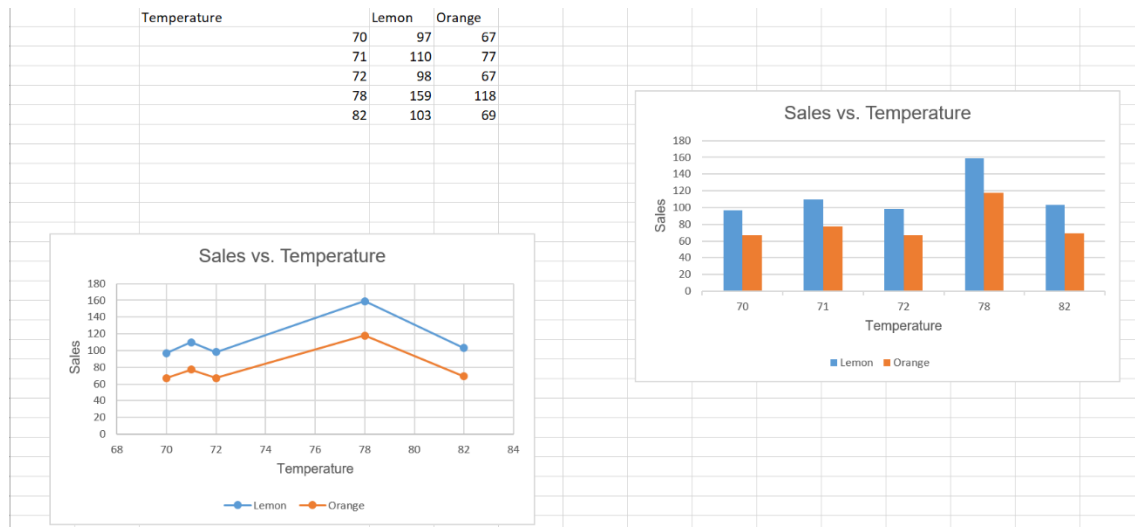 Temperature Lemon Orange
70 97 67
71 110 77
72 98 67
78 159 118
82 103 69
Sales vs. Temperature
180
160
140
120
100
80
60
40
20
0
Sales
70 71 72 78 82
Temperature
Lemon Orange
Sales vs. Temperature
180
160
140
120
100
80
60
40
20
0
Sales
68 70 72 74 76 78 80 82 84
Temperature
Lemon Orange